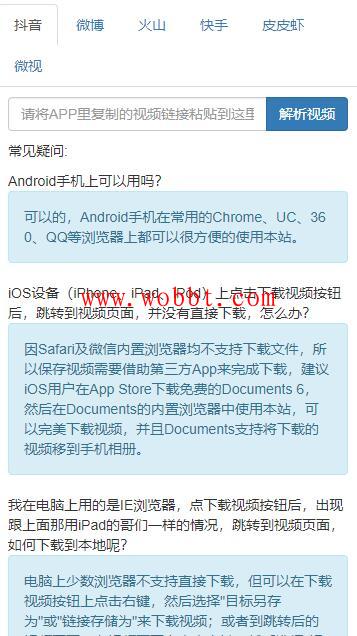 抖音
微博
火山
快手
皮皮虾
微视
请将APP里复制的视频链接粘贴到这里
解析视频
常见疑问:
Android手机上可以用吗？
可以的，Android手机在常用的Chrome、UC、36
0、QQ等浏览器上都可以很方便的使用本站。
iOS设备（iPhone、iPad、iPod）上点击下载视频按钮
后，跳转到视频页面，并没有直接下载，怎么办？
www.wobbt.com
因Safari及微信内置浏览器均不支持下载文件，所
以保存视频需要借助第三方App来完成下载，建议
iOS用户在App Store下载免费的Documents 6，
然后在Documents的内置浏览器中使用本站，可
以完美下载视频，并且Documents支持将下载的
视频移到手机相册。
我在电脑上用的是IE浏览器，点下载视频按钮后，出现
跟上面那用iPad的哥们一样的情况，跳转到视频页面，
如何下载到本地呢？
电脑上少数浏览器不支持直接下载，但可以在下载
视频按钮上点击右键，然后选择"目标另存
为"或"链接存储为"来下载视频；或者到跳转后的